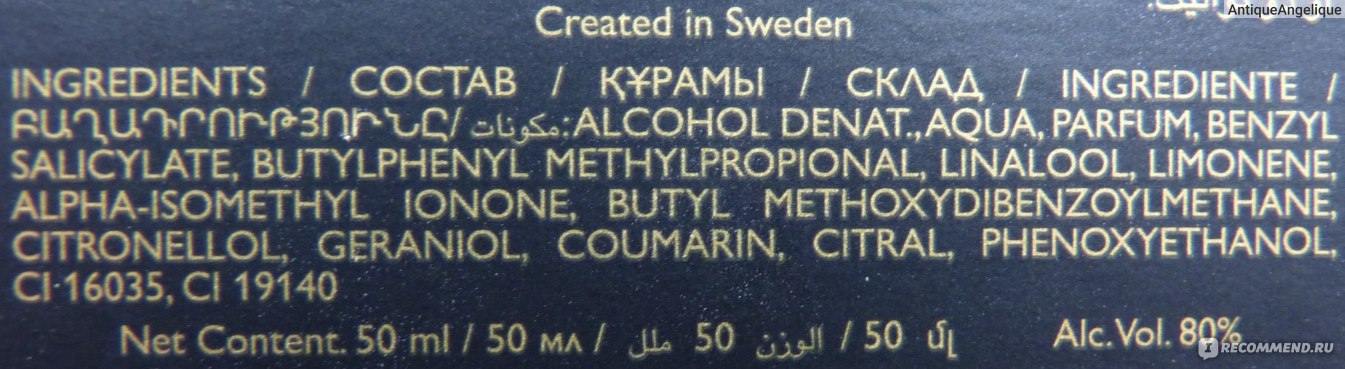 AntiqueAngelique
Created in Sweden
INGREDIENTS / СОСТАВ / ҚҰРАМЫ / СКЛАД / INGREDIENTE /
ԲԱՂԱԴՐՈՒԹՅՈՒՆԸ/ مكونات:ALCOHOL DENAT., AQUA, PARFUM, BENZYL
SALICYLATE, BUTYLPHENYL METHYLPROPIONAL, LINALOOL, LIMONENE,
ALPHA-ISOMETHYL IONONE, BUTYL METHOXYDIBENZOYLMETHANE,
CITRONELLOL, GERANIOL, COUMARIN, CITRAL, PHENOXYETHANOL,
CI 16035, CI 19140
Net Content. 50 ml / 50 мл / الوزن 50 ملل / 50 մլ Alc. Vol. 80%
RECOMMEND.RU